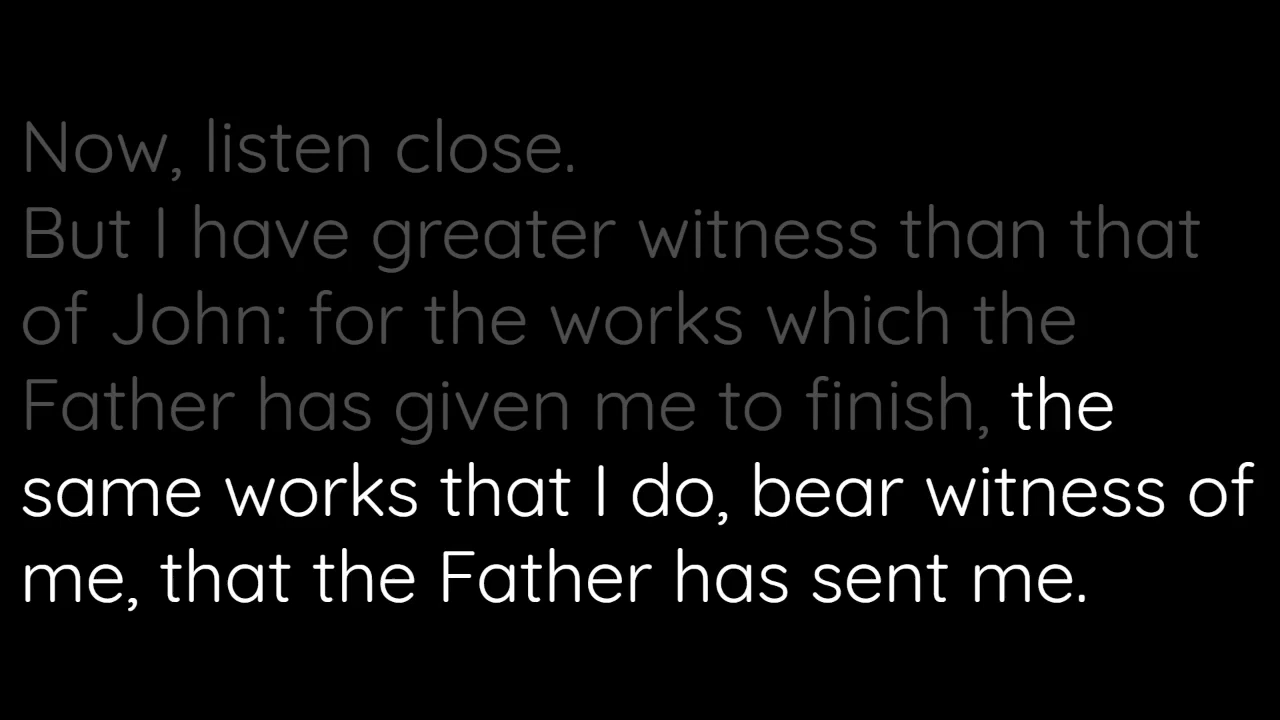 Now, listen close.
But I have greater witness than that
of John: for the works which the
Father has given me to finish, the
same works that I do, bear witness of
me, that the Father has sent me.